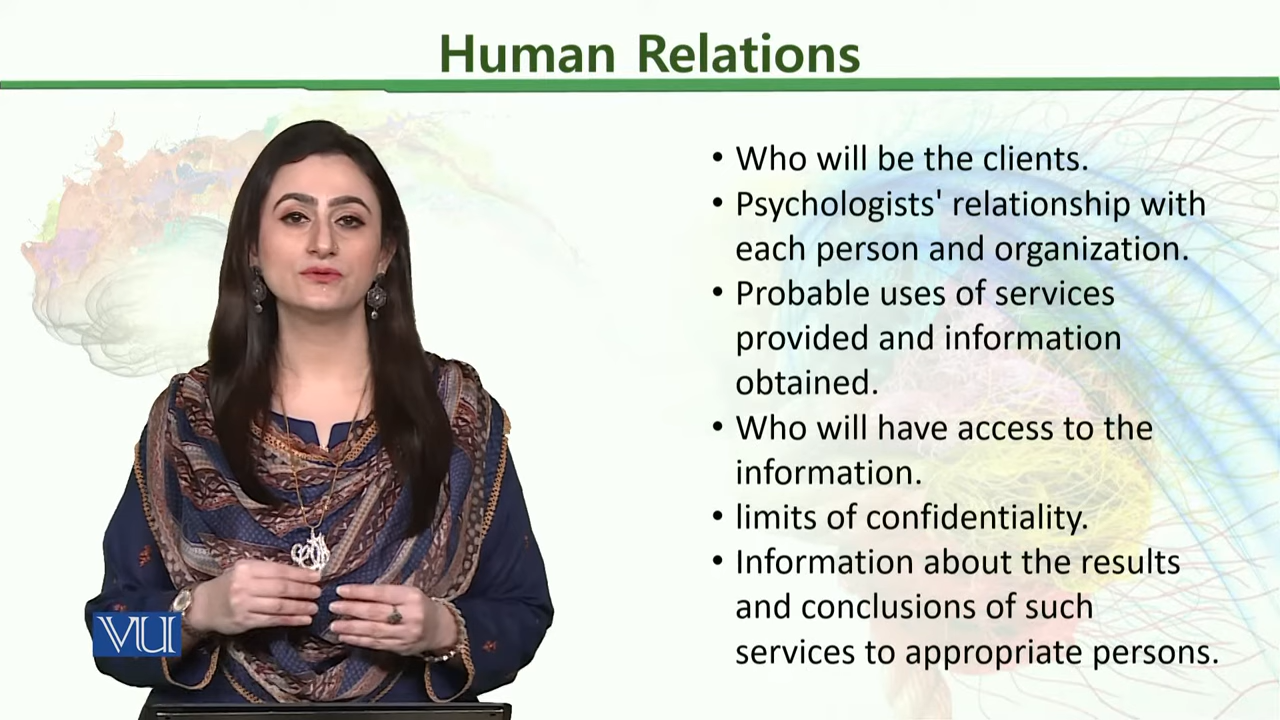 Human Relations
• Who will be the clients.
• Psychologists' relationship with
each person and organization.
• Probable uses of services
provided and information
obtained.
• Who will have access to the
information.
• limits of confidentiality.
• Information about the results
and conclusions of such
services to appropriate persons.
VU